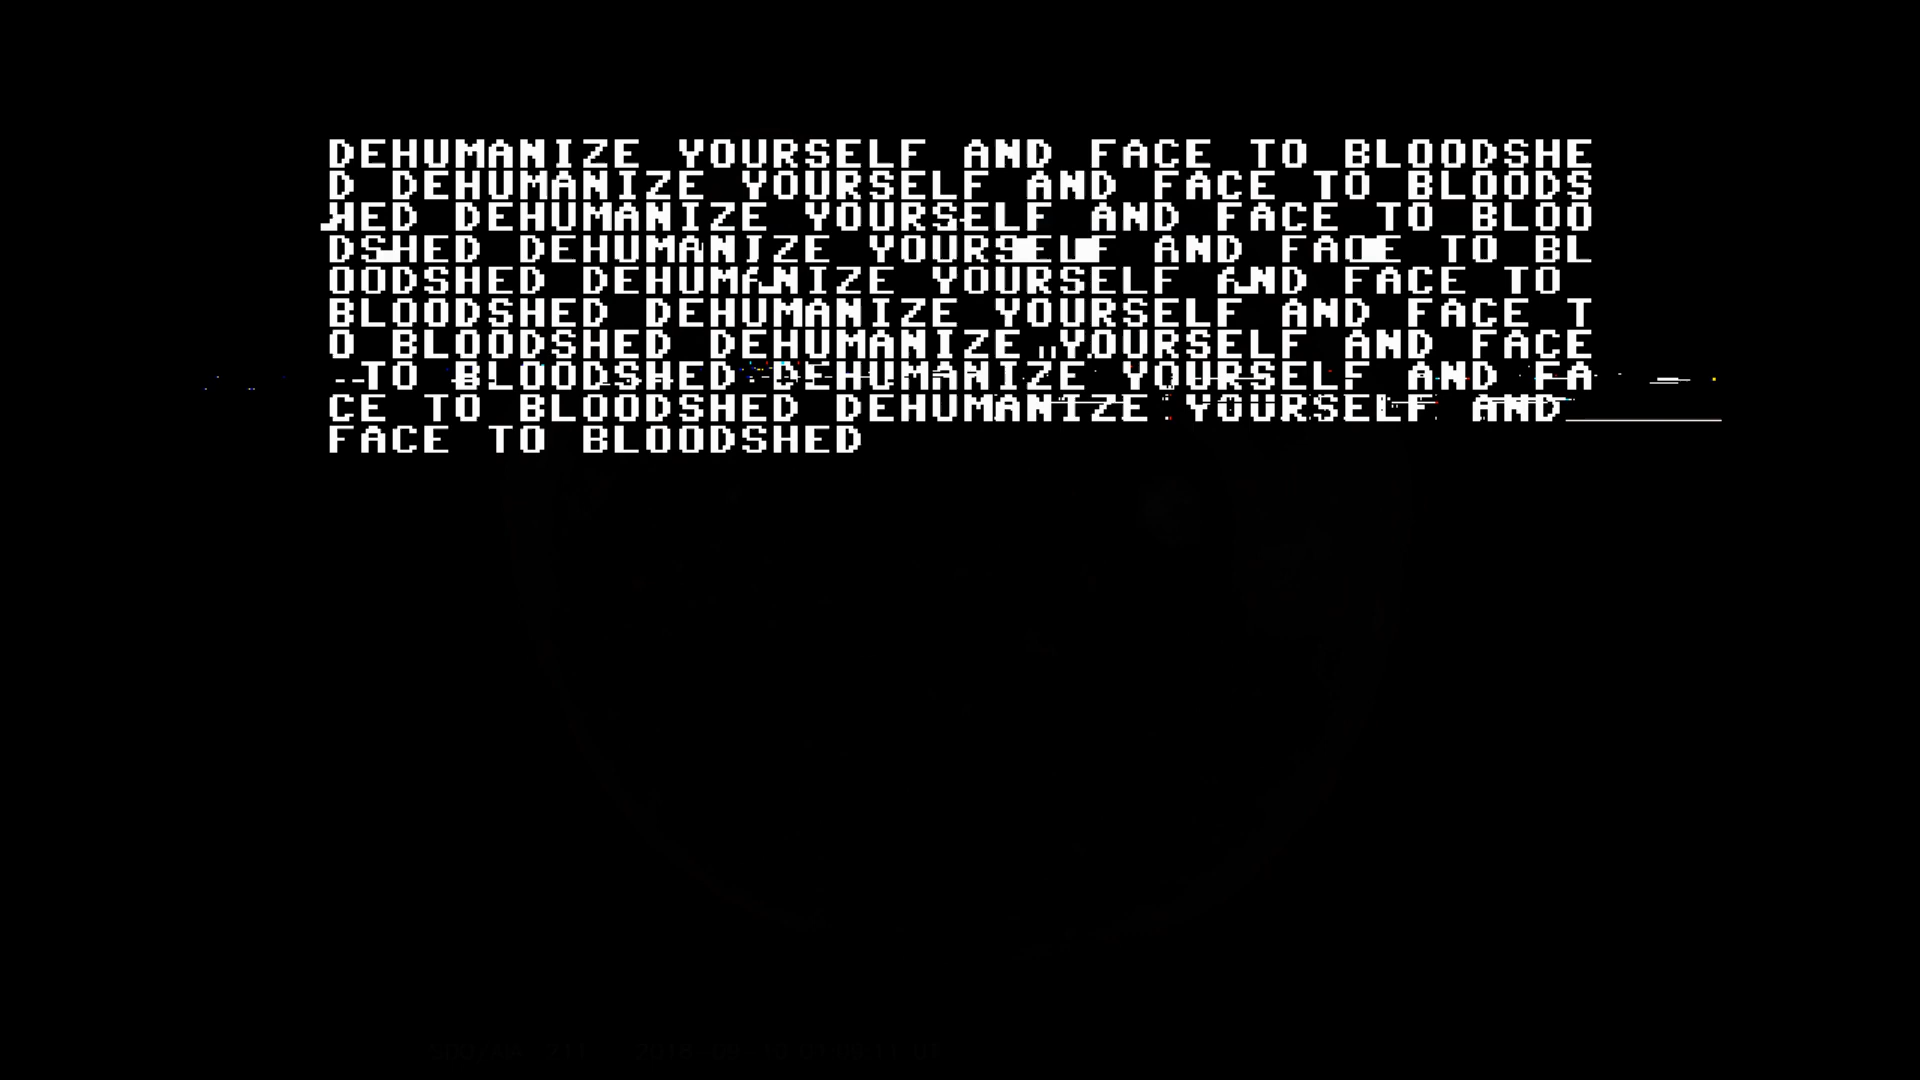 DEHUMANIZE YOURSELF AND FACE TO BLOODSHE
D DEHUMANIZE YOURSELF AND FACE TO BLOODS
HED DEHUMANIZE YOURSELF AND FACE TO BLOO
DSHED DEHUMANIZE YOURSELF AND FACE TO BL
OODSHED DEHUMANIZE YOURSELF AND FACE TO
BLOODSHED DEHUMANIZE YOURSELF AND FACE T
O BLOODSHED DEHUMANIZE YOURSELF AND FACE
TO BLOODSHED DEHUMANIZE YOURSELF AND FA
CE TO BLOODSHED DEHUMANIZE YOURSELF AND
FACE TO BLOODSHED